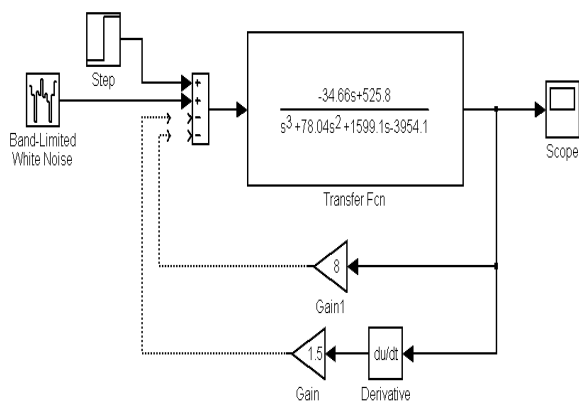 Step
+
+
−
−
Band-Limited
White Noise
-34.66s+525.8
s3+78.04s2+1599.1s-3954.1
Transfer Fcn
Scope
8
Gain1
1.5
Gain
du/dt
Derivative